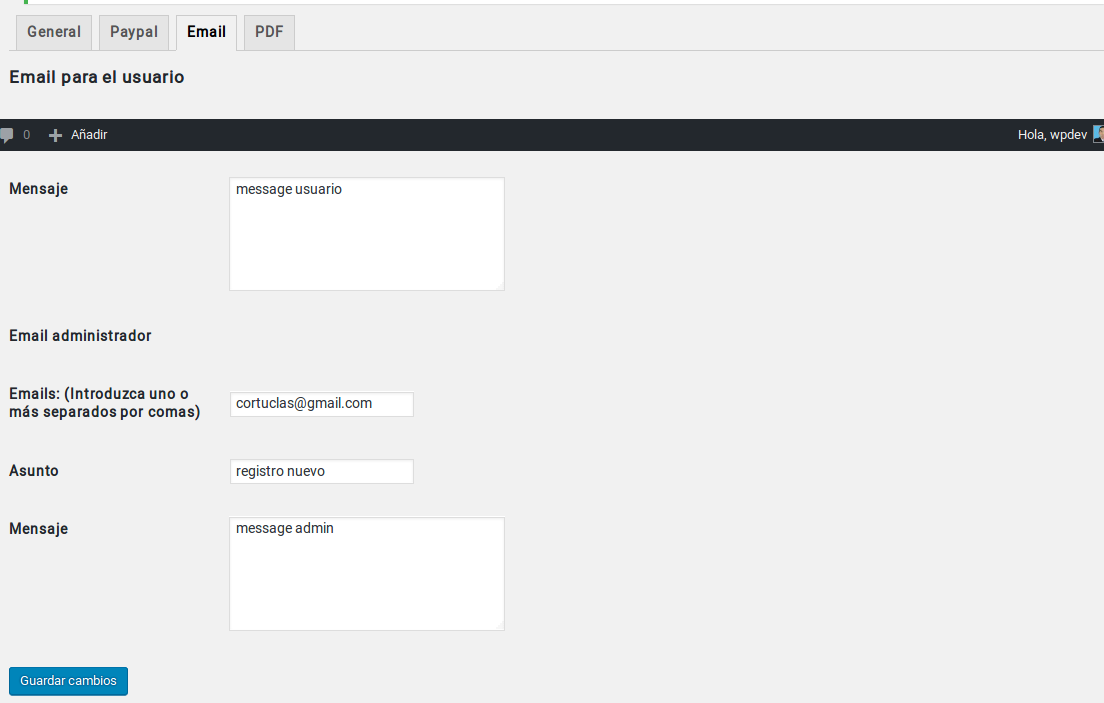 General Paypal Email PDF
Email para el usuario
0 Añadir Hola, wpdev
Mensaje message usuario
Email administrador
Emails: (Introduzca uno o
más separados por comas) cortuclas@gmail.com
Asunto registro nuevo
Mensaje message admin
Guardar cambios